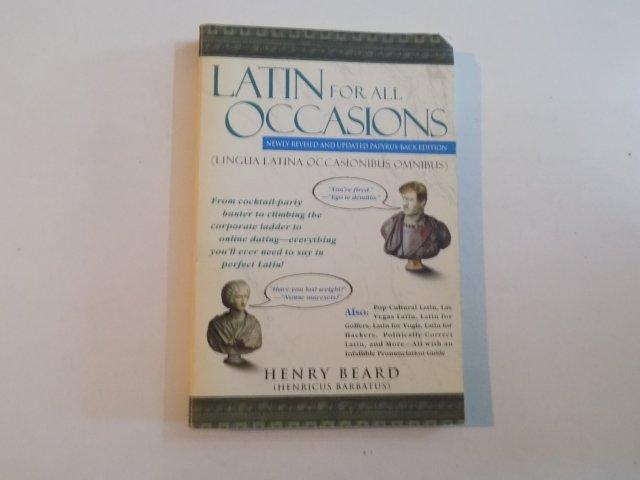 LATIN FOR ALL
OCCASIONS
NEWLY REVISED AND UPDATED PAPYRUS-BACK EDITION
(LINGUA LATINA OCCASIONIBUS OMNIBUS)
"You're fired."
—"Ego te demitto."
From cocktail-party
banter to climbing the
corporate ladder to
online dating—everything
you'll ever need to say in
perfect Latin!
"Have you lost weight?"
—"Nonne macrescis?"
Also: Pop-Cultural Latin, Las
Vegas Latin, Latin for
Golfers, Latin for Yogis, Latin for
Hackers, Politically-Correct
Latin, and More—All with an
Infallible Pronunciation Guide
HENRY BEARD
(HENRICUS BARBATUS)